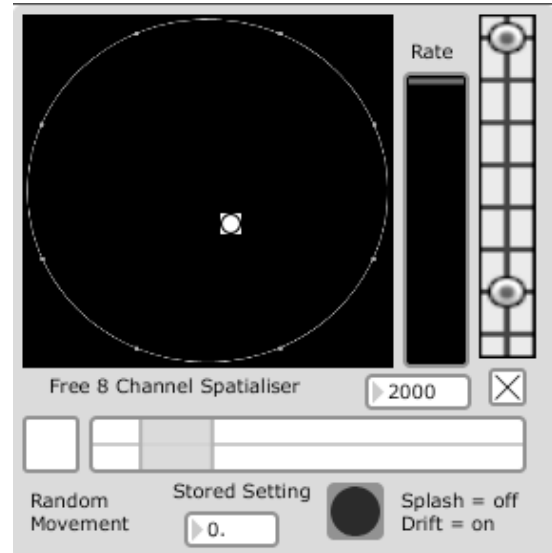 Rate
Free 8 Channel Spatialiser
2000
Random
Movement
Stored Setting
0.
Splash = off
Drift = on